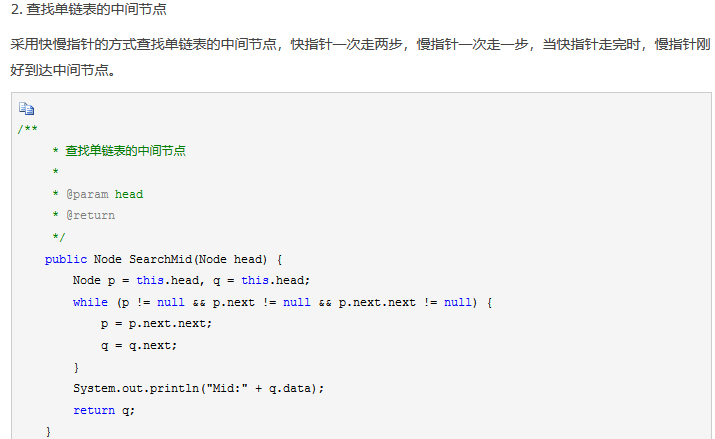 2. 查找单链表的中间节点
采用快慢指针的方式查找单链表的中间节点，快指针一次走两步，慢指针一次走一步，当快指针走完时，慢指针刚
好到达中间节点。
/**
     * 查找单链表的中间节点
     *
     * @param head
     * @return
     */
    public Node SearchMid(Node head) {
        Node p = this.head, q = this.head;
        while (p != null && p.next != null && p.next.next != null) {
            p = p.next.next;
            q = q.next;
        }
        System.out.println("Mid:" + q.data);
        return q;
    }